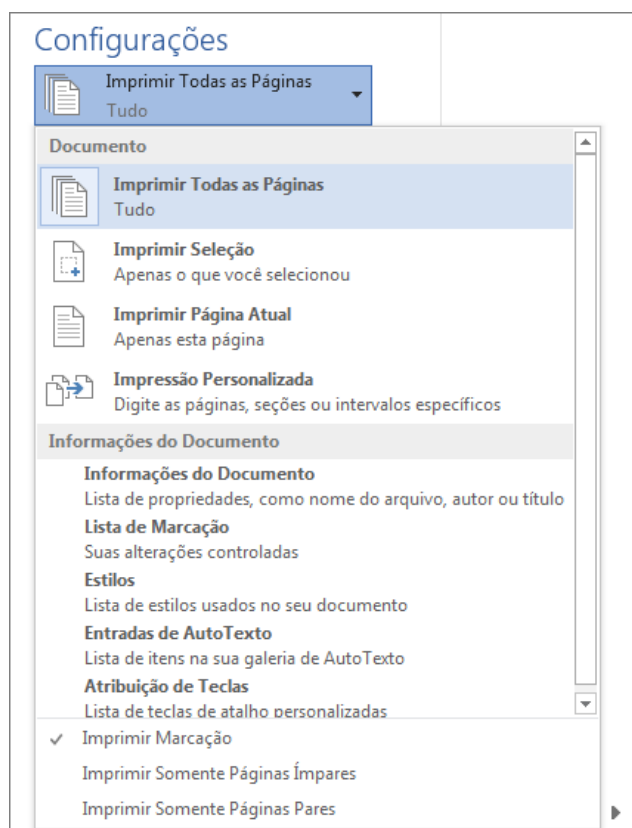 Configurações
Imprimir Todas as Páginas
Tudo
Documento
Imprimir Todas as Páginas
Tudo
Imprimir Seleção
Apenas o que você selecionou
Imprimir Página Atual
Apenas esta página
Impressão Personalizada
Digite as páginas, seções ou intervalos específicos
Informações do Documento
Informações do Documento
Lista de propriedades, como nome do arquivo, autor ou título
Lista de Marcação
Suas alterações controladas
Estilos
Lista de estilos usados no seu documento
Entradas de AutoTexto
Lista de itens na sua galeria de AutoTexto
Atribuição de Teclas
Lista de teclas de atalho personalizadas
Imprimir Marcação
Imprimir Somente Páginas Ímpares
Imprimir Somente Páginas Pares